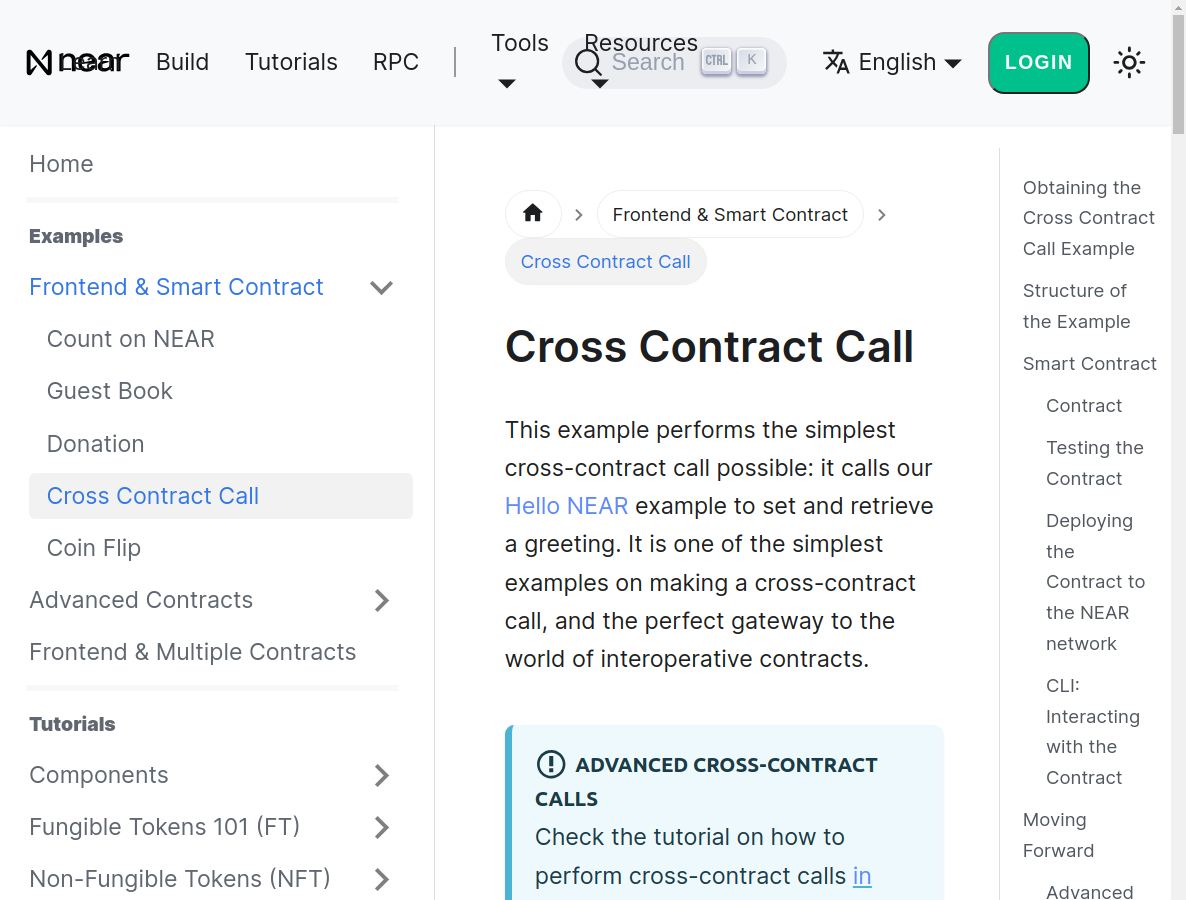 near
Learn
Build
Tutorials
RPC
Tools
Resources
Search
CTRL
K
English
LOGIN
Home
Examples
Frontend & Smart Contract
Count on NEAR
Guest Book
Donation
Cross Contract Call
Coin Flip
Advanced Contracts
Frontend & Multiple Contracts
Tutorials
Components
Fungible Tokens 101 (FT)
Non-Fungible Tokens (NFT)
Frontend & Smart Contract
Cross Contract Call
Cross Contract Call
This example performs the simplest
cross-contract call possible: it calls our
Hello NEAR example to set and retrieve
a greeting. It is one of the simplest
examples on making a cross-contract
call, and the perfect gateway to the
world of interoperative contracts.
ADVANCED CROSS-CONTRACT
CALLS
Check the tutorial on how to
perform cross-contract calls in
Obtaining the
Cross Contract
Call Example
Structure of
the Example
Smart Contract
Contract
Testing the
Contract
Deploying
the
Contract to
the NEAR
network
CLI:
Interacting
with the
Contract
Moving
Forward
Advanced